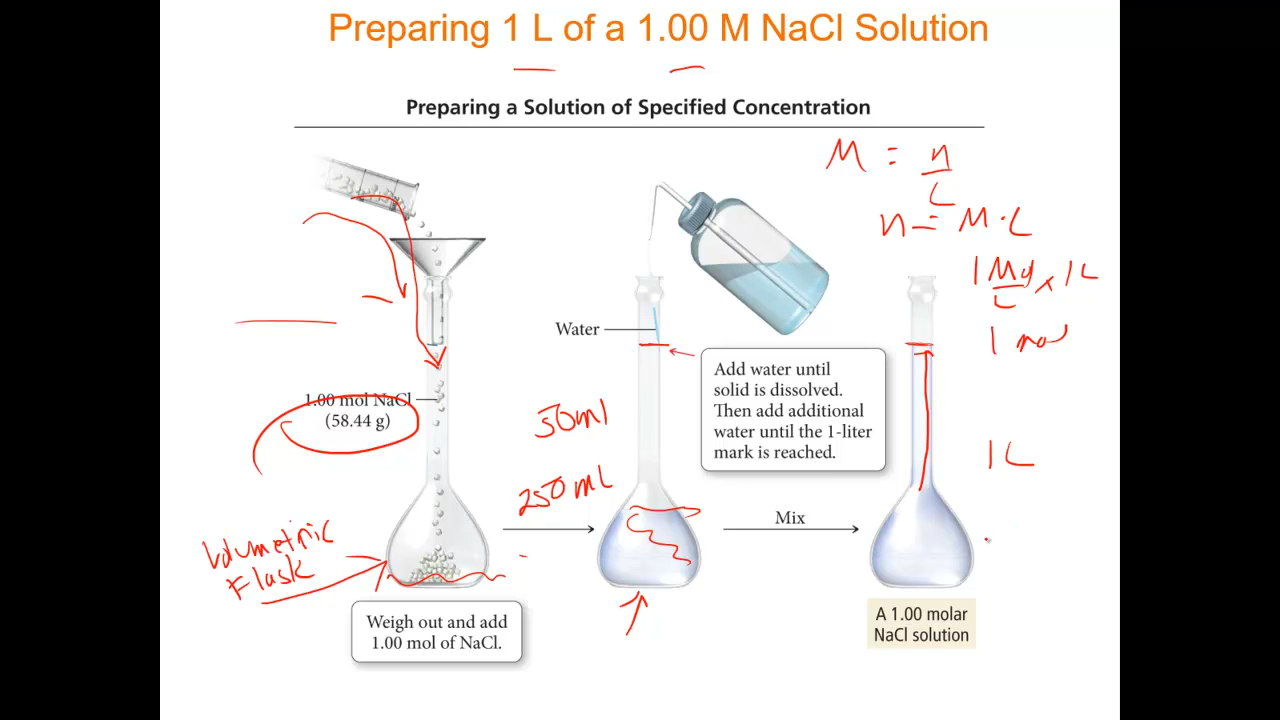 Preparing 1 L of a 1.00 M NaCl Solution
Preparing a Solution of Specified Concentration
M = n/L
n = M · L
1 Mol/L x 1L
1 mol
Water
Add water until
solid is dissolved.
Then add additional
water until the 1-liter
mark is reached.
1.00 mol NaCl
(58.44 g)
50ml
250mL
1L
Mix
Volumetric
Flask
Weigh out and add
1.00 mol of NaCl.
A 1.00 molar
NaCl solution